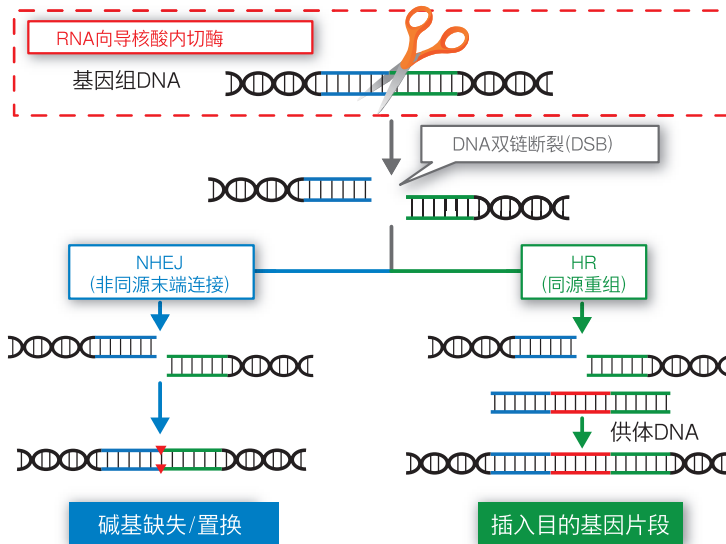 RNA向导核酸内切酶
基因组DNA
DNA双链断裂(DSB)
NHEJ
(非同源末端连接)
HR
(同源重组)
供体DNA
碱基缺失/置换
插入目的基因片段